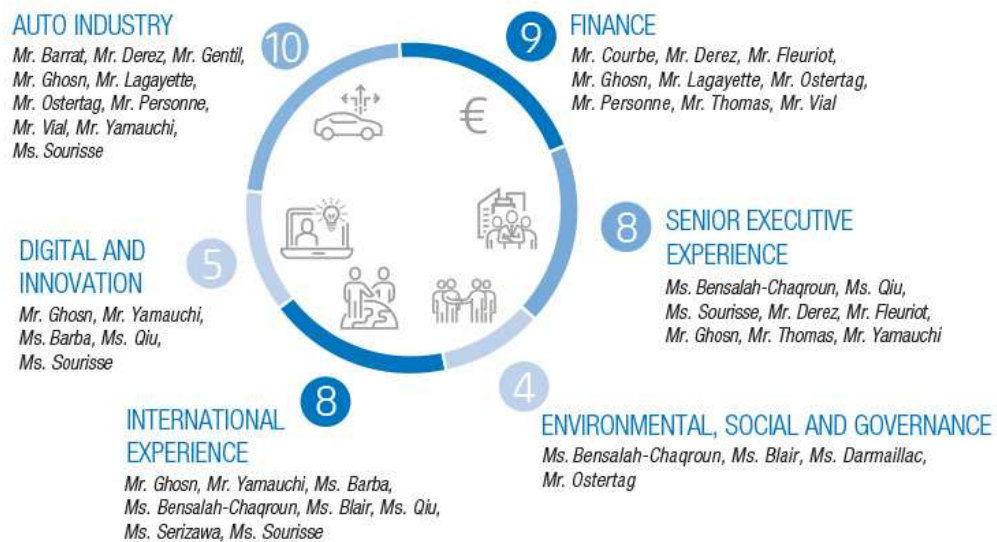 AUTO INDUSTRY
Mr. Barrat, Mr. Derez, Mr. Gentil,
Mr. Ghosn, Mr. Lagayette,
Mr. Ostertag, Mr. Personne,
Mr. Vial, Mr. Yamauchi,
Ms. Sourisse
10
9
FINANCE
Mr. Courbe, Mr. Derez, Mr. Fleuriot,
Mr. Ghosn, Mr. Lagayette, Mr. Ostertag,
Mr. Personne, Mr. Thomas, Mr. Vial
€
8
SENIOR EXECUTIVE
EXPERIENCE
Ms. Bensalah-Chaqroun, Ms. Qiu,
Ms. Sourisse, Mr. Derez, Mr. Fleuriot,
Mr. Ghosn, Mr. Thomas, Mr. Yamauchi
DIGITAL AND
INNOVATION
Mr. Ghosn, Mr. Yamauchi,
Ms. Barba, Ms. Qiu,
Ms. Sourisse
5
8
INTERNATIONAL
EXPERIENCE
Mr. Ghosn, Mr. Yamauchi, Ms. Barba,
Ms. Bensalah-Chaqroun, Ms. Blair, Ms. Qiu,
Ms. Serizawa, Ms. Sourisse
4
ENVIRONMENTAL, SOCIAL AND GOVERNANCE
Ms. Bensalah-Chaqroun, Ms. Blair, Ms. Darmaillac,
Mr. Ostertag